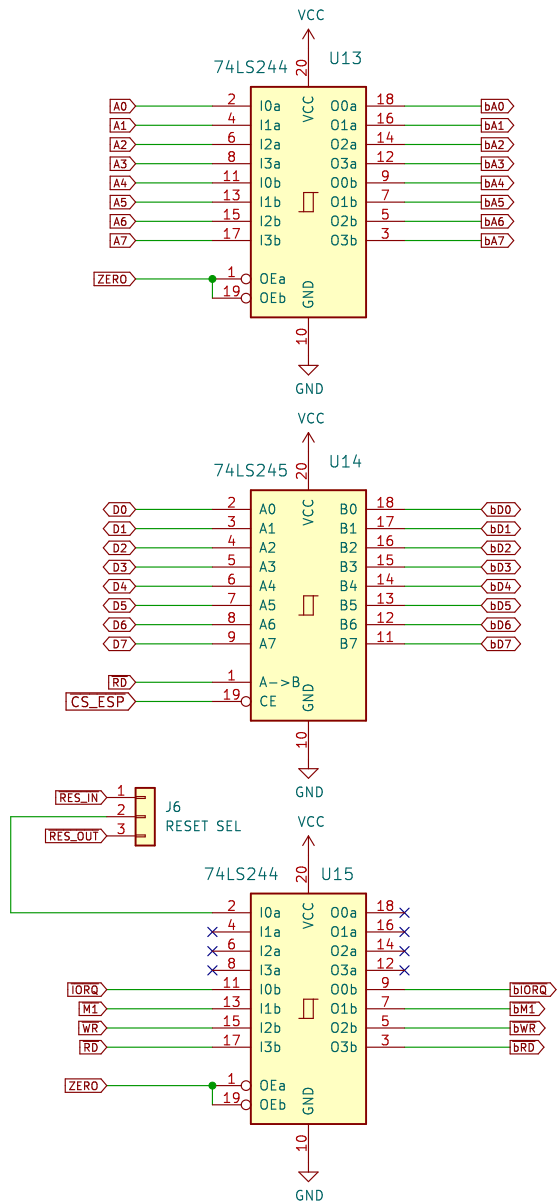 VCC
74LS244 U13
20
VCC
A0 2 I0a O0a 18 bA0
A1 4 I1a O1a 16 bA1
A2 6 I2a O2a 14 bA2
A3 8 I3a O3a 12 bA3
A4 11 I0b O0b 9 bA4
A5 13 I1b O1b 7 bA5
A6 15 I2b O2b 5 bA6
A7 17 I3b O3b 3 bA7
ZERO 1 OEa
19 OEb
GND
10
GND
VCC
74LS245 U14
20
VCC
D0 2 A0 B0 18 bD0
D1 3 A1 B1 17 bD1
D2 4 A2 B2 16 bD2
D3 5 A3 B3 15 bD3
D4 6 A4 B4 14 bD4
D5 7 A5 B5 13 bD5
D6 8 A6 B6 12 bD6
D7 9 A7 B7 11 bD7
RD 1 A->B
CS_ESP 19 CE
GND
10
GND
RES_IN 1
2
RES_OUT 3
J6
RESET SEL
VCC
74LS244 U15
20
VCC
2 I0a O0a 18
4 I1a O1a 16
6 I2a O2a 14
8 I3a O3a 12
IORQ 11 I0b O0b 9 bIORQ
M1 13 I1b O1b 7 bM1
WR 15 I2b O2b 5 bWR
RD 17 I3b O3b 3 bRD
ZERO 1 OEa
19 OEb
GND
10
GND